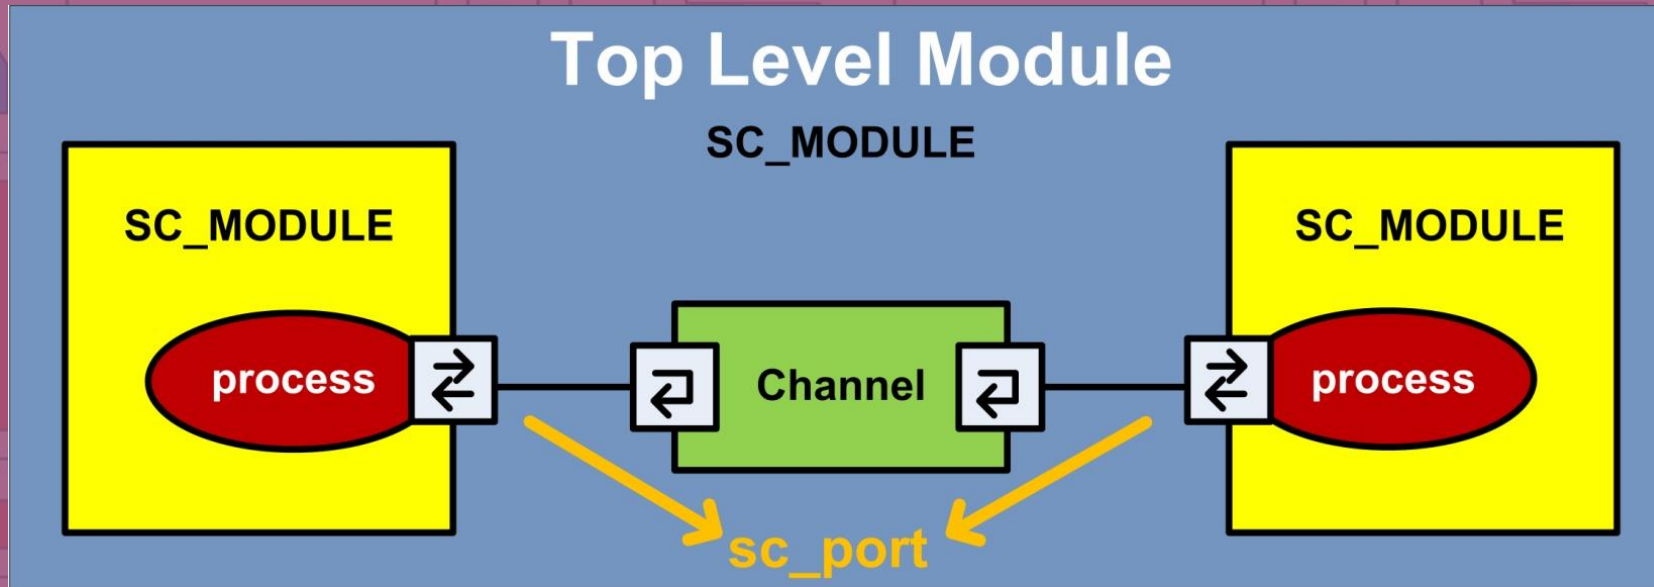 Top Level Module
SC_MODULE
SC_MODULE
SC_MODULE
process
Channel
process
sc_port